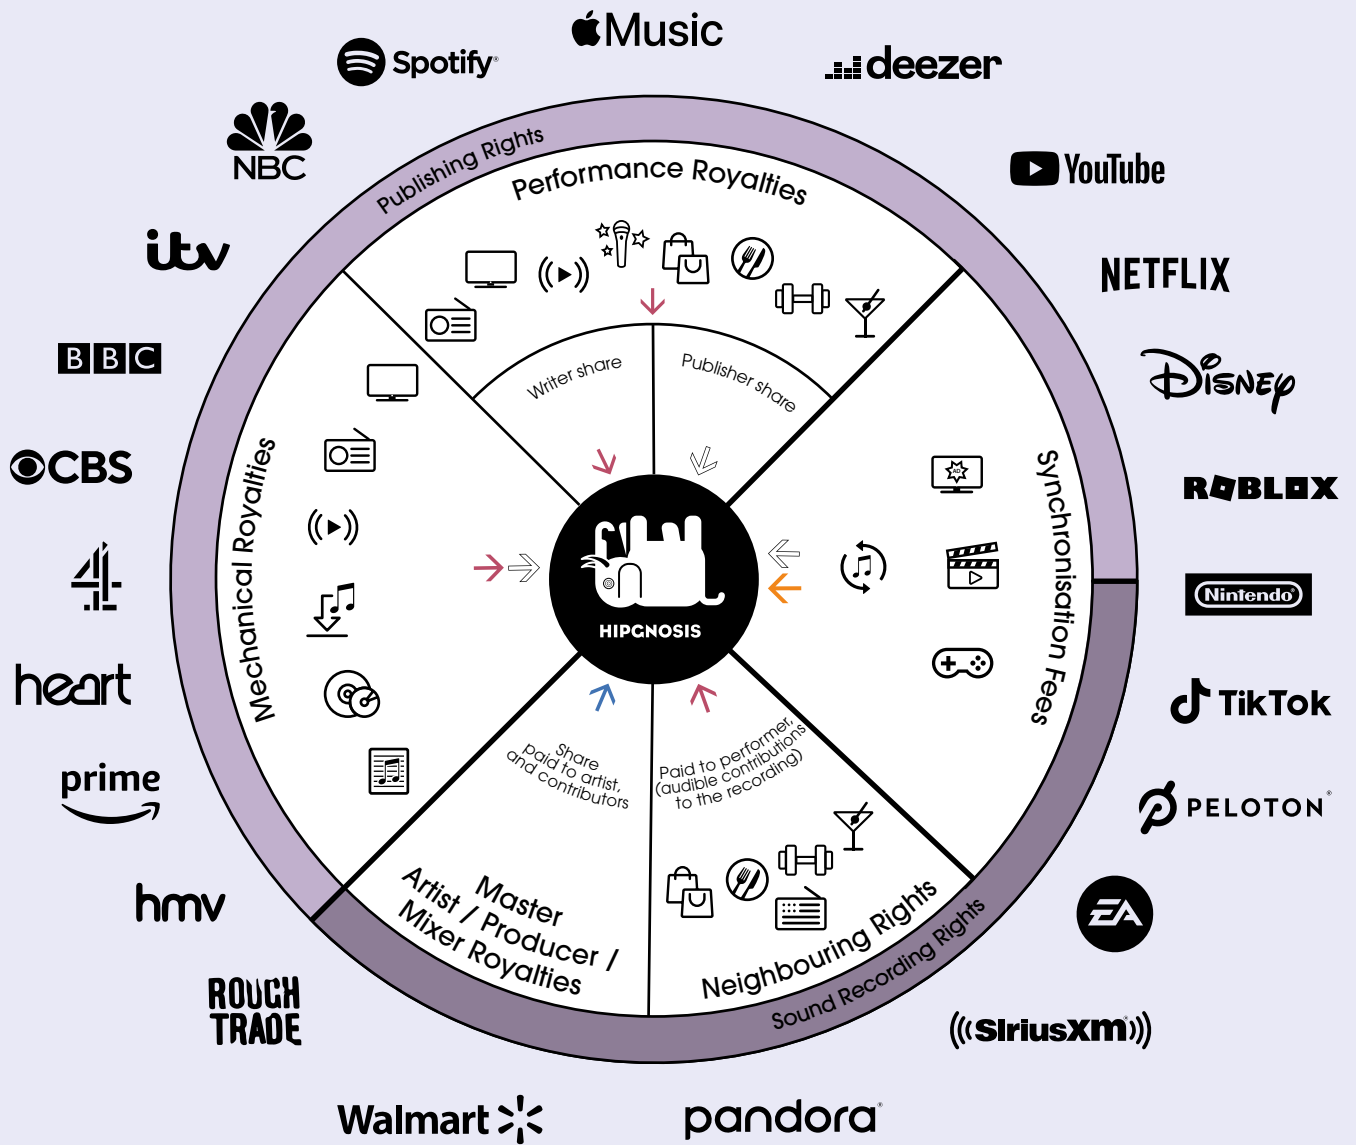 Music
Spotify®
deezer
NBC
YouTube
itv
NETFLIX
BBC
DISNEY
CBS
ROBLOX
4
Nintendo®
heart
TikTok
prime
PELOTON®
hmv
EA
ROUGH
TRADE
((SiriusXM®))
Walmart
pandora®
Publishing Rights
Performance Royalties
Writer share
Publisher share
Mechanical Royalties
AD
Synchronisation Fees
HIPGNOSIS
Share
paid to artist,
and contributors
Paid to performer,
(audible contributions
to the recording)
Master
Artist / Producer /
Mixer Royalties
Neighbouring Rights
Sound Recording Rights